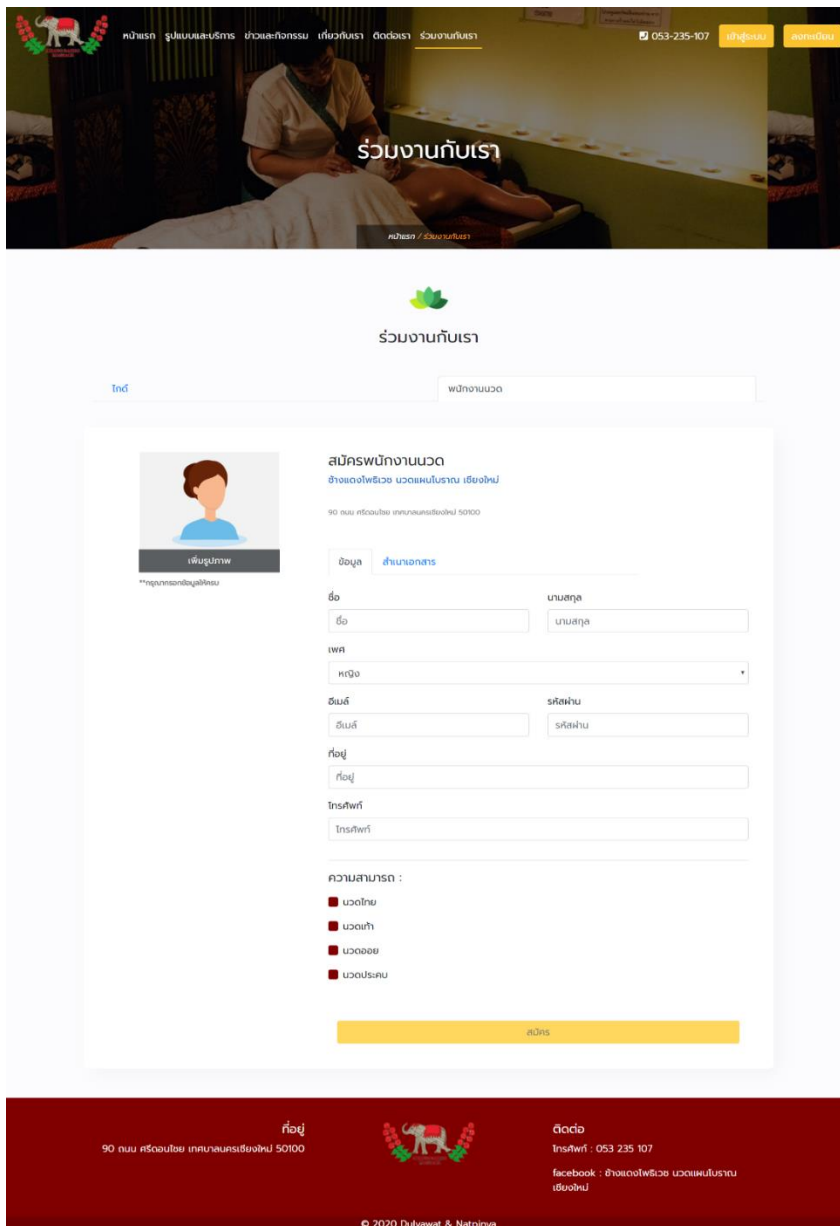 หน้าแรก รูปแบบและบริการ ข่าวและกิจกรรม เกี่ยวกับเรา ติดต่อเรา ร่วมงานกับเรา 053-235-107 เข้าสู่ระบบ ลงทะเบียน
ร่วมงานกับเรา
หน้าแรก / ร่วมงานกับเรา
ร่วมงานกับเรา
ไกด์ พนักงานนวด
สมัครพนักงานนวด
ช้างแดงโพธิเวช นวดแผนโบราณ เชียงใหม่
90 ถนน ศรีดอนไชย เทศบาลนครเชียงใหม่ 50100
เพิ่มรูปภาพ
**กรุณากรอกข้อมูลให้ครบ
ข้อมูล สำเนาเอกสาร
ชื่อ นามสกุล
ชื่อ นามสกุล
เพศ
หญิง
อีเมล์ รหัสผ่าน
อีเมล์ รหัสผ่าน
ที่อยู่
ที่อยู่
โทรศัพท์
โทรศัพท์
ความสามารถ :
นวดไทย
นวดเท้า
นวดออย
นวดประคบ
สมัคร
ที่อยู่
90 ถนน ศรีดอนไชย เทศบาลนครเชียงใหม่ 50100
ติดต่อ
โทรศัพท์ : 053 235 107
facebook : ช้างแดงโพธิเวช นวดแผนโบราณ
เชียงใหม่
© 2020 Dulyawat & Natpinya